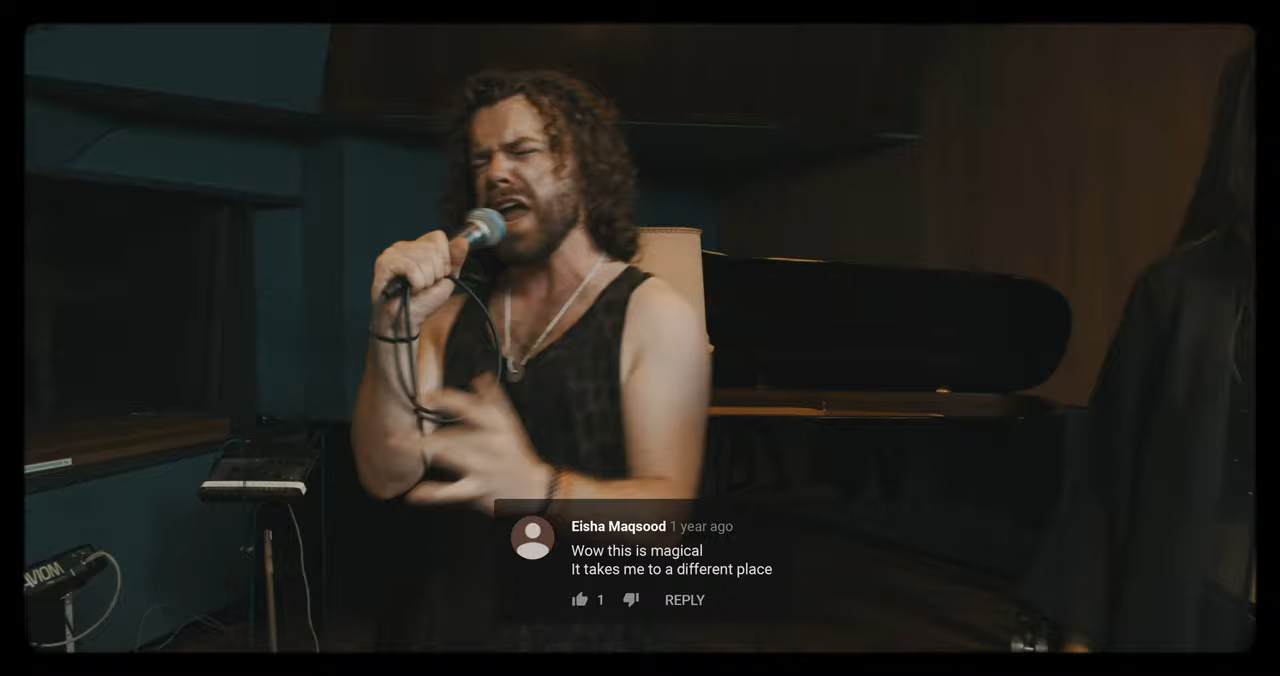 AVIOM
Eisha Maqsood 1 year ago
Wow this is magical
It takes me to a different place
1 REPLY